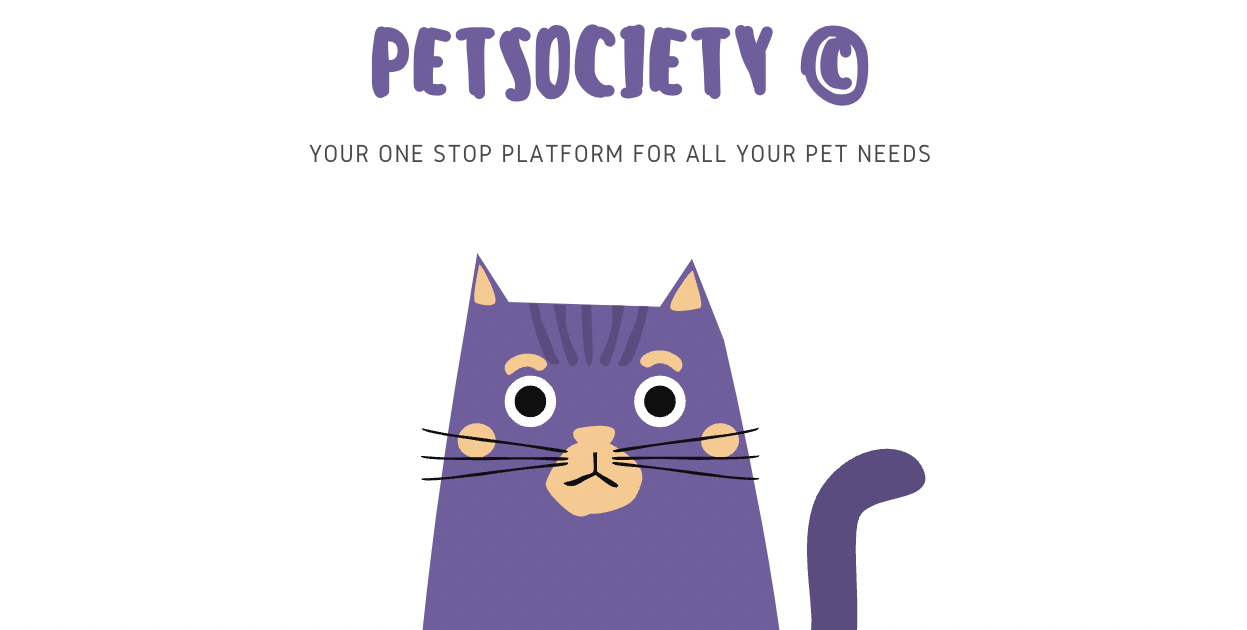 PETSOCIETY ©
YOUR ONE STOP PLATFORM FOR ALL YOUR PET NEEDS